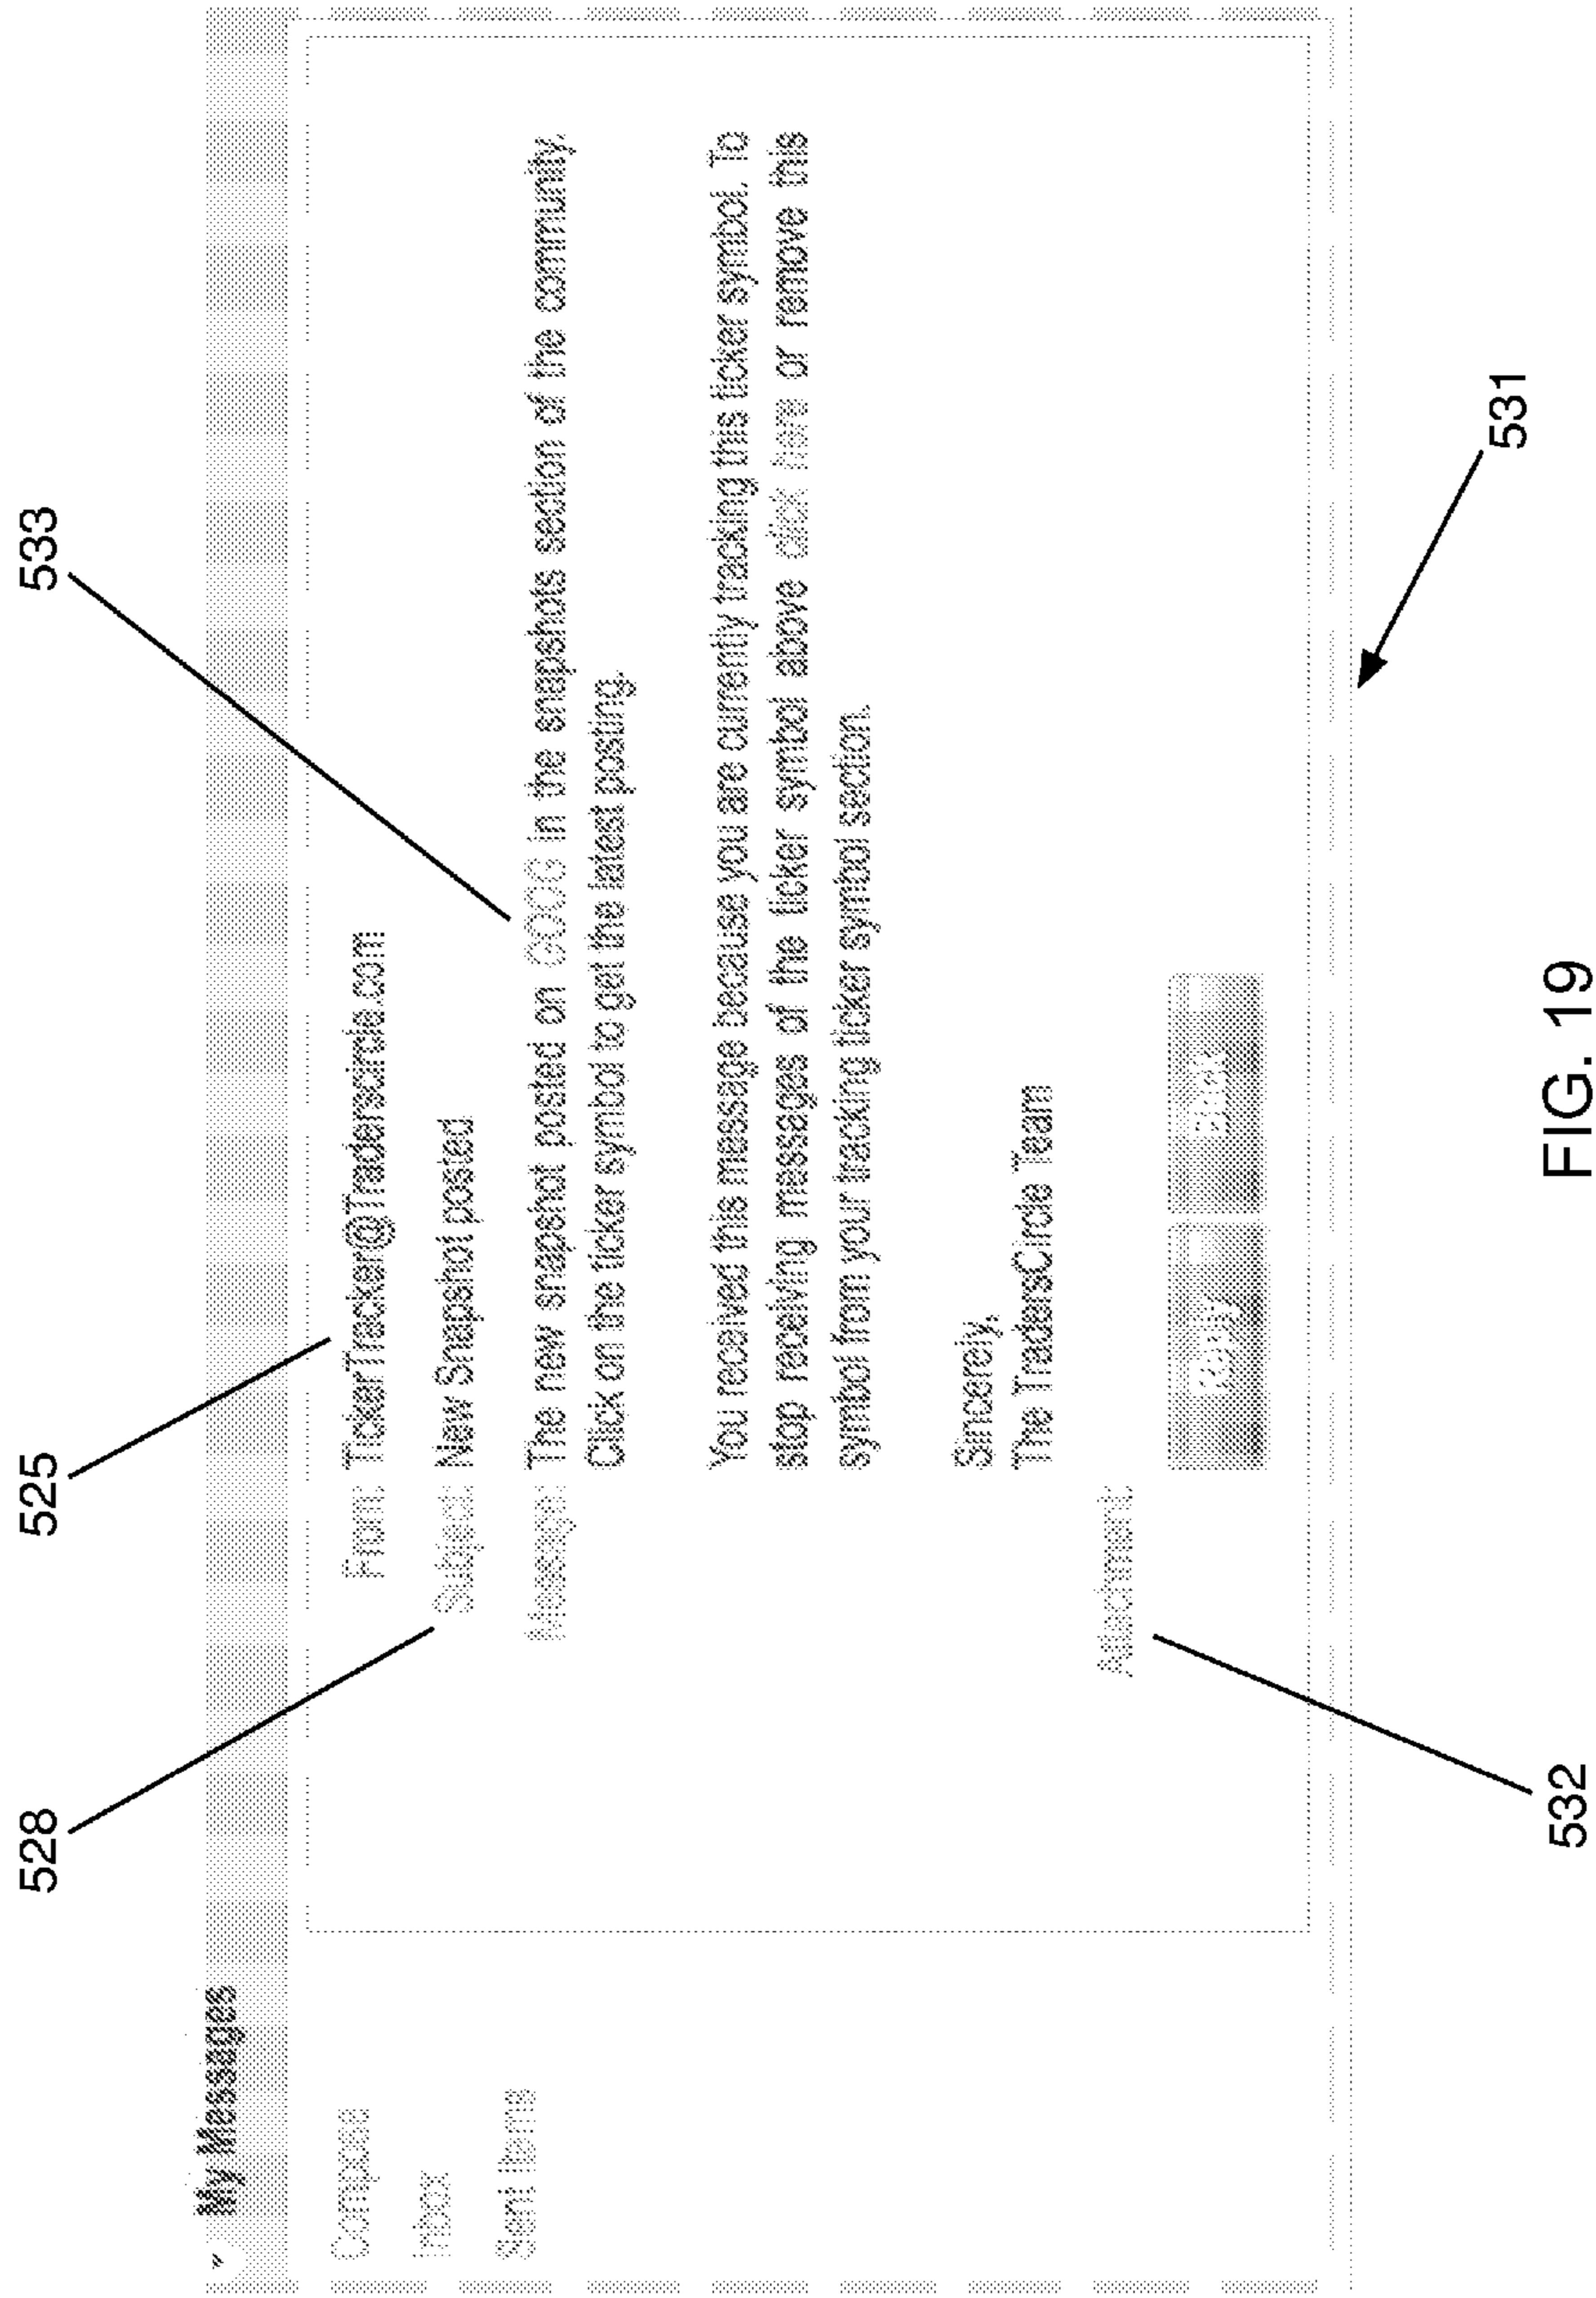 528
525
533
My Messages
Compose
Inbox
Sent Items
From: TickerTracker@Traderscircle.com
Subject: New Snapshot posted
Message: The new snapshot posted on GOOG in the snapshots section of the community.
Click on the ticker symbol to get the latest posting.
You received this message because you are currently tracking this ticker symbol. To
stop receiving messages of the ticker symbol above click here or remove this
symbol from your tracking ticker symbol section.
Sincerely,
The TradersCircle Team
Attachment:
Reply
Back
532
531
FIG. 19